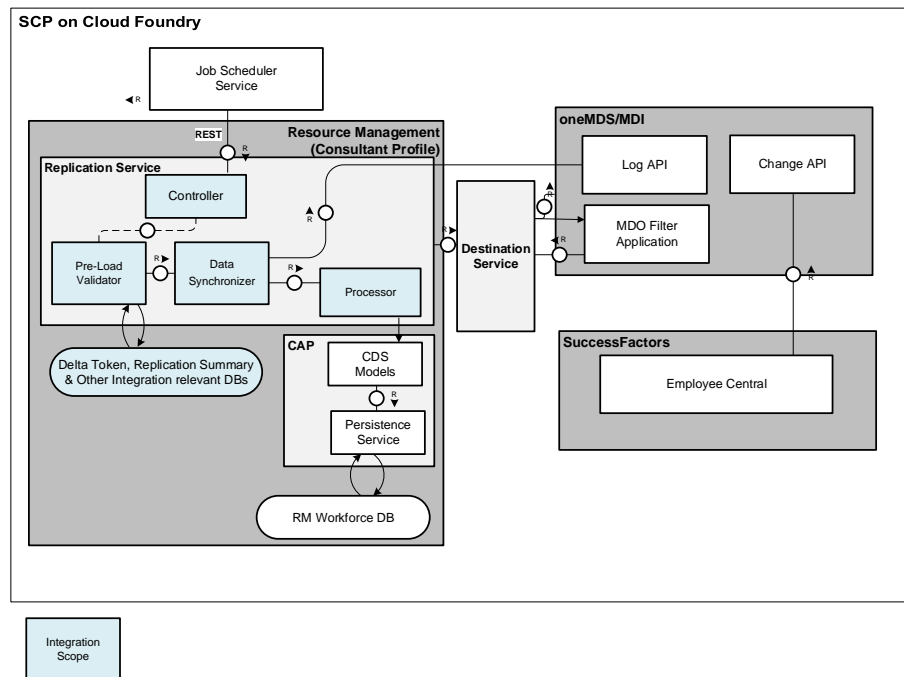 SCP on Cloud Foundry
Job Scheduler
Service
R
REST
R
Resource Management
(Consultant Profile)
Replication Service
Controller
R
Pre-Load
Validator
R
Data
Synchronizer
R
Processor
Delta Token, Replication Summary
& Other Integration relevant DBs
CAP
CDS
Models
R
Persistence
Service
RM Workforce DB
R
Destination
Service
R
R
oneMDS/MDI
Log API
Change API
MDO Filter
Application
R
SuccessFactors
Employee Central
Integration
Scope